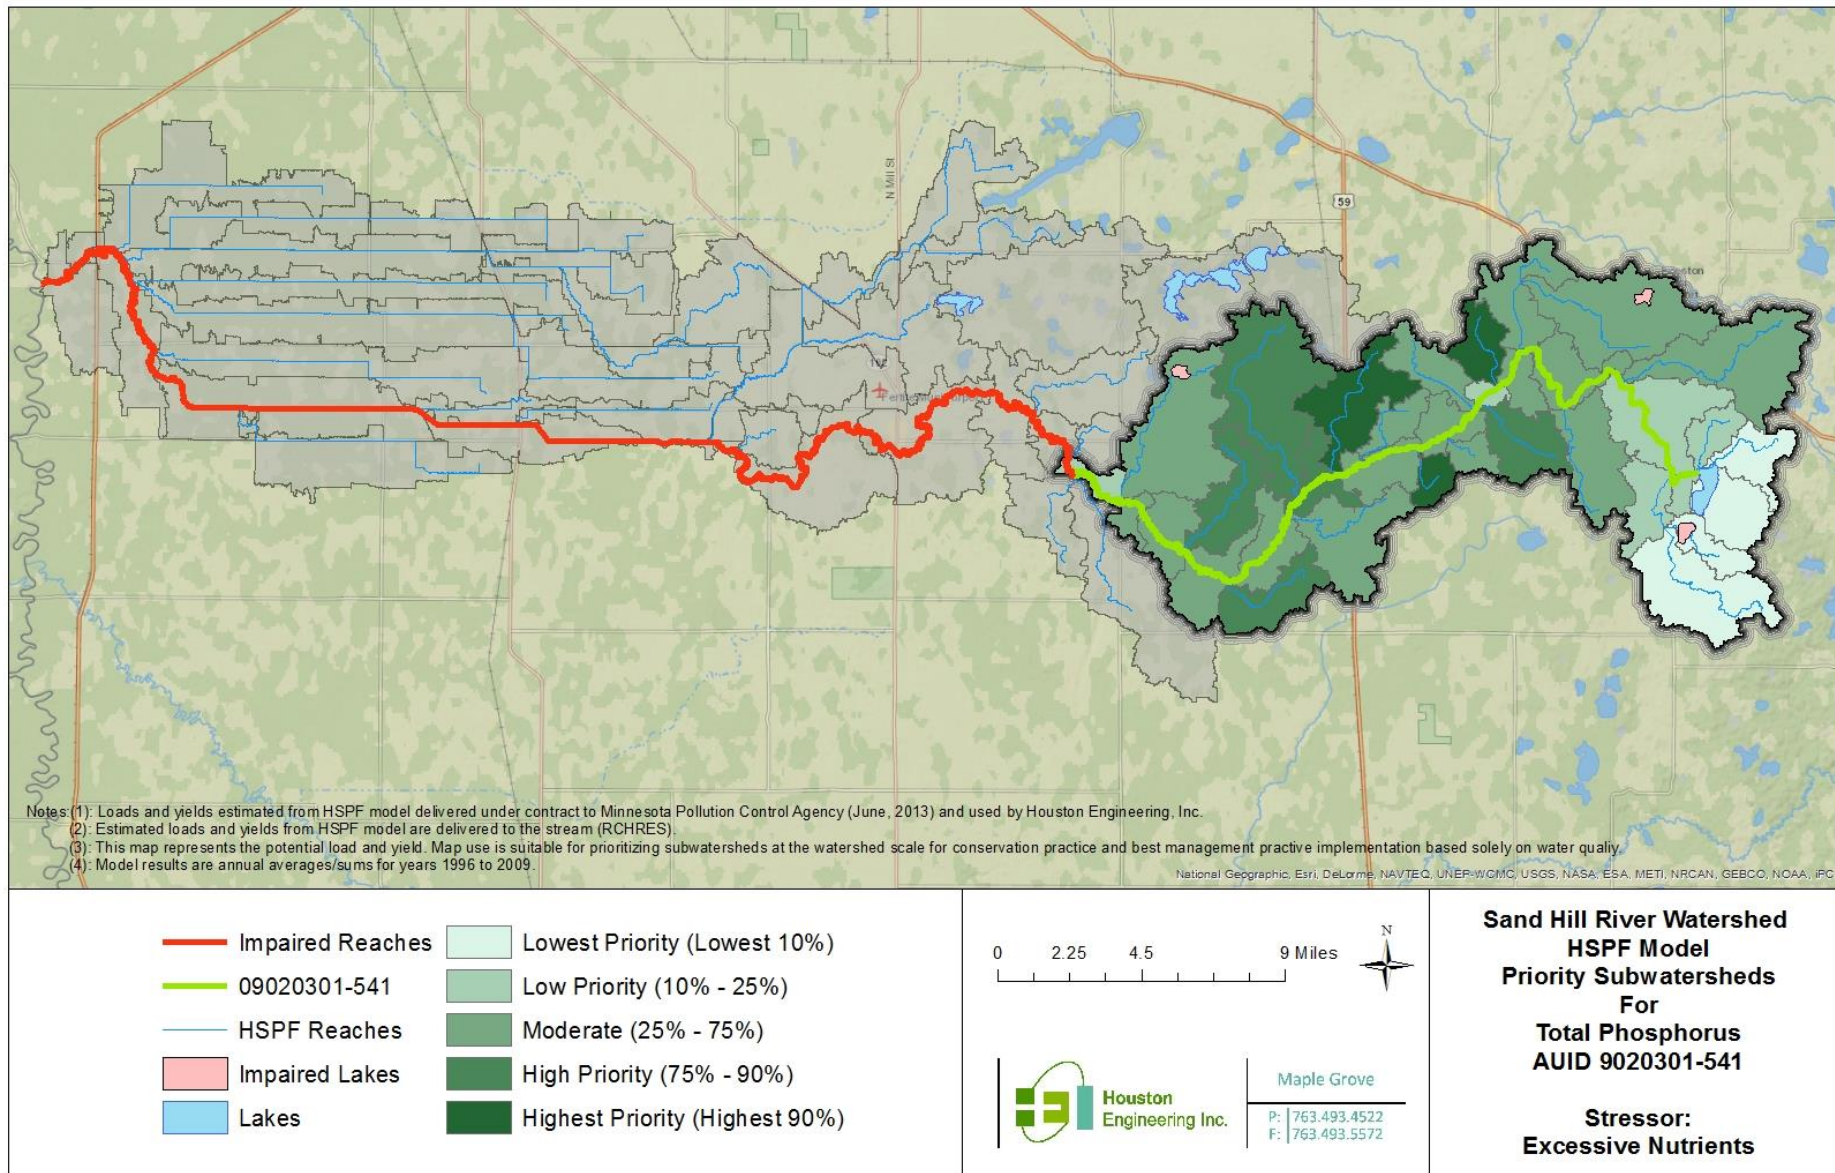 59
N Mill St
Notes:(1): Loads and yields estimated from HSPF model delivered under contract to Minnesota Pollution Control Agency (June, 2013) and used by Houston Engineering, Inc.
(2): Estimated loads and yields from HSPF model are delivered to the stream (RCHRES).
(3): This map represents the potential load and yield. Map use is suitable for prioritizing subwatersheds at the watershed scale for conservation practice and best management practive implementation based solely on water qualiy.
(4): Model results are annual averages/sums for years 1996 to 2009.
National Geographic, Esri, DeLorme, NAVTEQ, UNEP-WCMC, USGS, NASA, ESA, METI, NRCAN, GEBCO, NOAA, iPC
Impaired Reaches
09020301-541
HSPF Reaches
Impaired Lakes
Lakes
Lowest Priority (Lowest 10%)
Low Priority (10% - 25%)
Moderate (25% - 75%)
High Priority (75% - 90%)
Highest Priority (Highest 90%)
0 2.25 4.5 9 Miles
N
Houston
Engineering Inc.
Maple Grove
P: 763.493.4522
F: 763.493.5572
Sand Hill River Watershed
HSPF Model
Priority Subwatersheds
For
Total Phosphorus
AUID 9020301-541
Stressor:
Excessive Nutrients